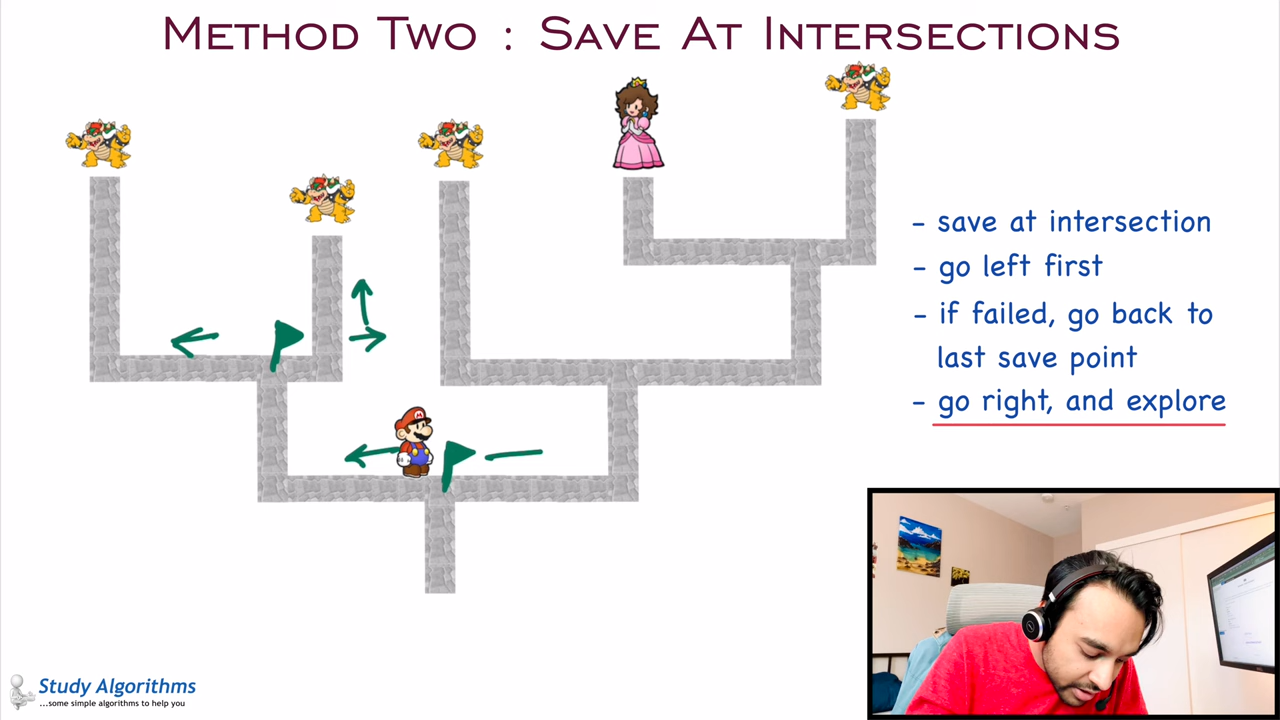 METHOD TWO : SAVE AT INTERSECTIONS
- save at intersection
- go left first
- if failed, go back to
last save point
- go right, and explore
Study Algorithms
...some simple algorithms to help you